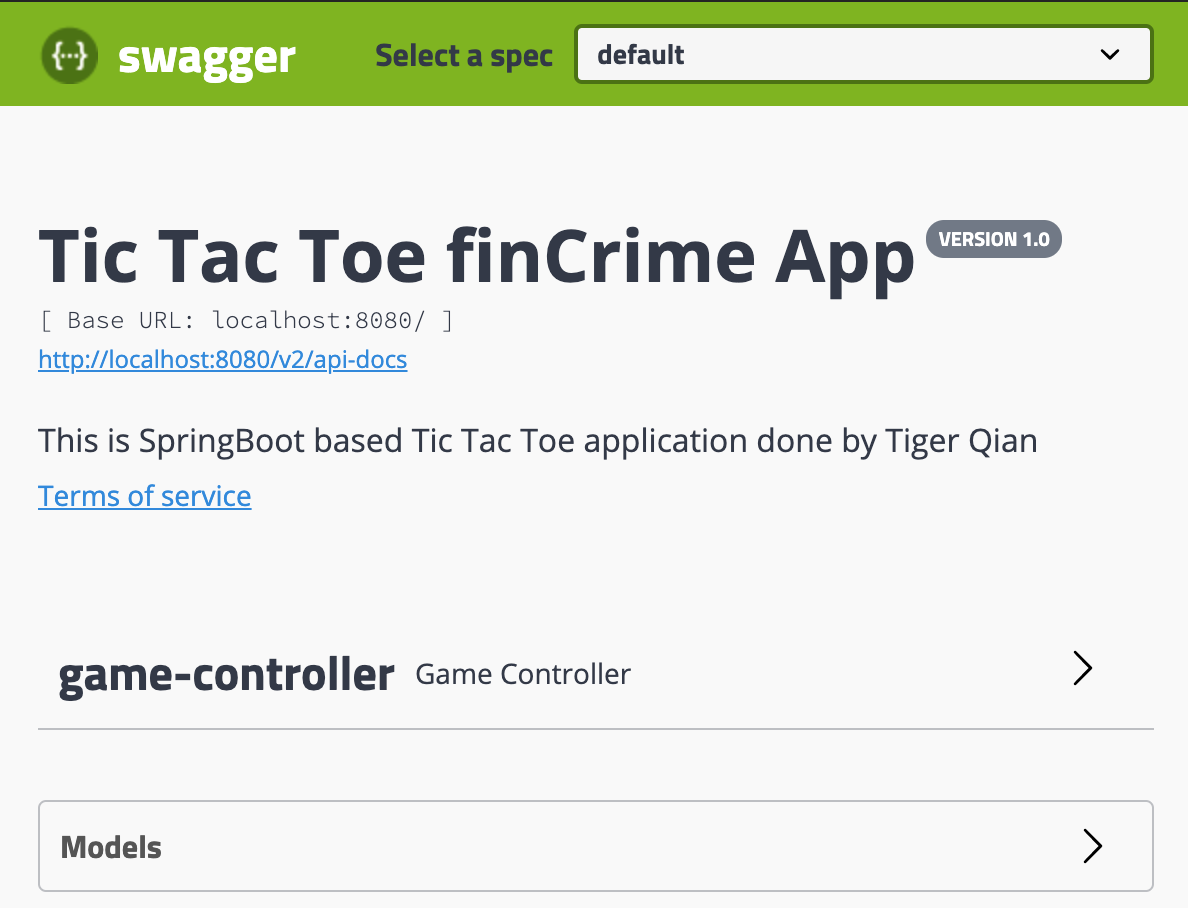 {···} swagger Select a spec default
Tic Tac Toe finCrime App VERSION 1.0
[ Base URL: localhost:8080/ ]
http://localhost:8080/v2/api-docs
This is SpringBoot based Tic Tac Toe application done by Tiger Qian
Terms of service
game-controller Game Controller
Models